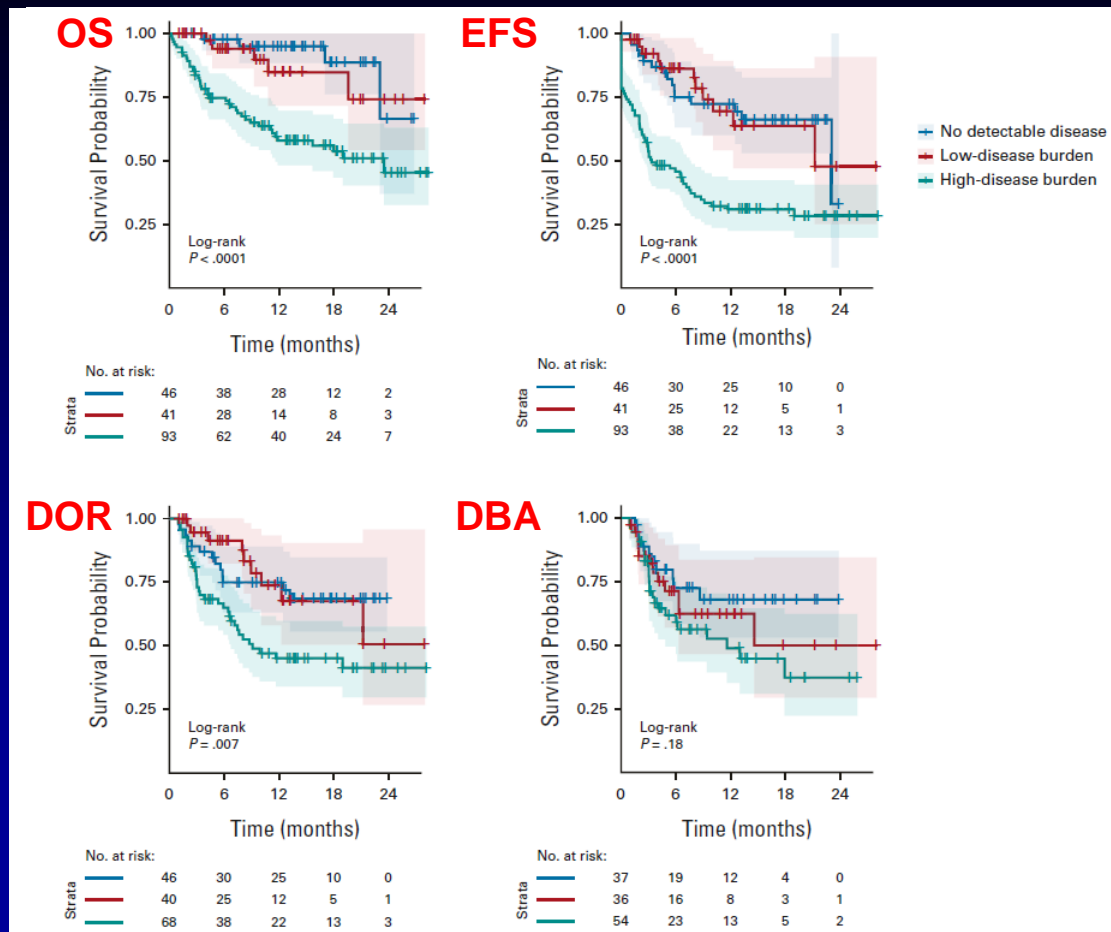 OS
EFS
Survival Probability
1.00
0.75
0.50
0.25
Log-rank
P < .0001
0 6 12 18 24
Time (months)
No. at risk:
Strata
46 38 28 12 2
41 28 14 8 3
93 62 40 24 7
Survival Probability
1.00
0.75
0.50
0.25
Log-rank
P < .0001
0 6 12 18 24
Time (months)
No. at risk:
Strata
46 30 25 10 0
41 25 12 5 1
93 38 22 13 3
No detectable disease
Low-disease burden
High-disease burden
DOR
DBA
Survival Probability
1.00
0.75
0.50
0.25
Log-rank
P = .007
0 6 12 18 24
Time (months)
No. at risk:
Strata
46 30 25 10 0
40 25 12 5 1
68 38 22 13 3
Survival Probability
1.00
0.75
0.50
0.25
Log-rank
P = .18
0 6 12 18 24
Time (months)
No. at risk:
Strata
37 19 12 4 0
36 16 8 3 1
54 23 13 5 2